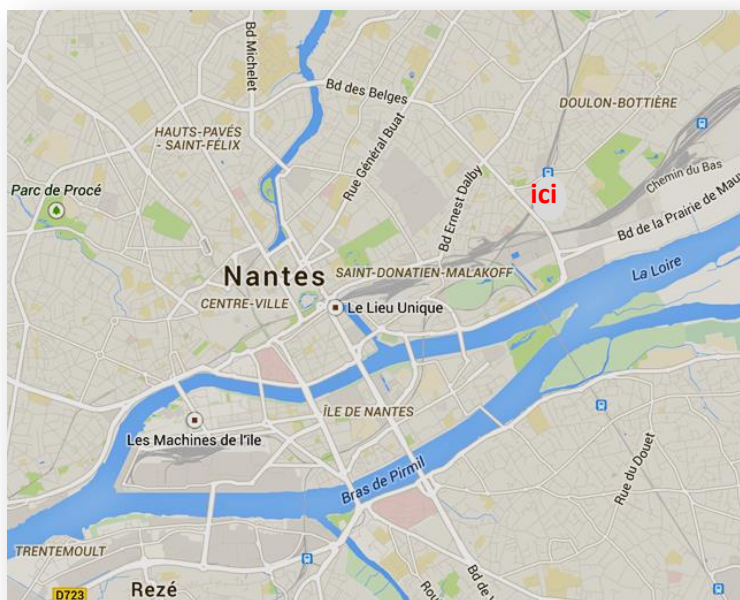 Bd Michelet
Bd des Belges
DOULON-BOTTIÈRE
HAUTS-PAVÉS
- SAINT-FÉLIX
Rue Général Buat
Parc de Procé
Bd Ernest Dalby
ici
Chemin du Bas
Bd de la Prairie de Mau
La Loire
Nantes
SAINT-DONATIEN-MALAKOFF
CENTRE-VILLE
Le Lieu Unique
ÎLE DE NANTES
Les Machines de l'île
Bras de Pirmil
Rue du Douet
TRENTEMOULT
Rezé
D723
Rou
Bd de